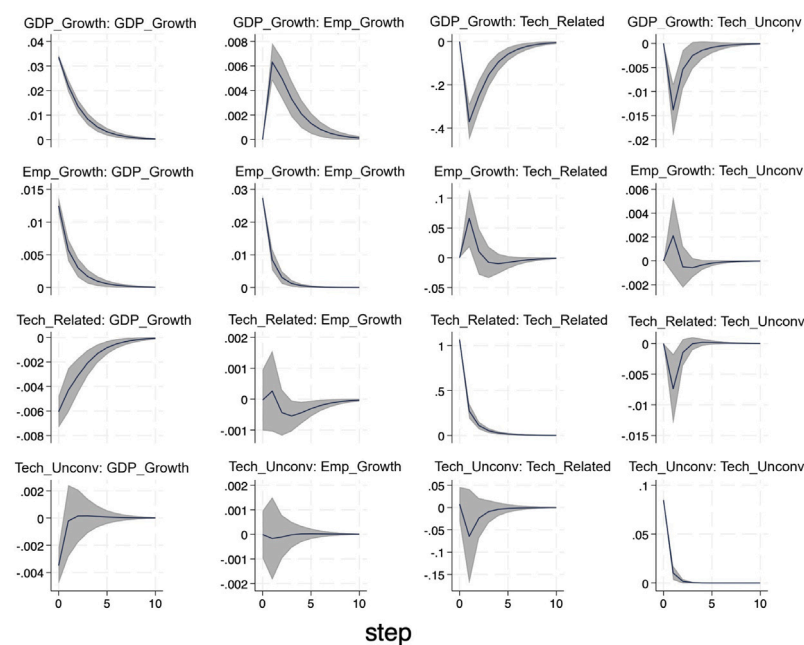 GDP_Growth: GDP_Growth GDP_Growth: Emp_Growth GDP_Growth: Tech_Related GDP_Growth: Tech_Unconv
.04 .008 0 0
.03 .006 -.005
.02 .004 -.2 -.01
.01 .002 -.015
0 0 -.4 -.02
Emp_Growth: GDP_Growth Emp_Growth: Emp_Growth Emp_Growth: Tech_Related Emp_Growth: Tech_Unconv
.015 .03 .1 .006
.01 .02 .05 .004
.005 .01 0 .002
0 0 -.05 0
-.002
Tech_Related: GDP_Growth Tech_Related: Emp_Growth Tech_Related: Tech_Related Tech_Related: Tech_Unconv
0 .002 1 0
-.002 .001 .5 -.005
-.004 0 0 -.01
-.006 -.001 -.015
-.008
Tech_Unconv: GDP_Growth Tech_Unconv: Emp_Growth Tech_Unconv: Tech_Related Tech_Unconv: Tech_Unconv
.002 .002 .05 .1
0 .001 0 .05
-.002 0 -.05 0
-.004 -.001 -.1
-.002 -.15
0 5 10 0 5 10 0 5 10 0 5 10
step